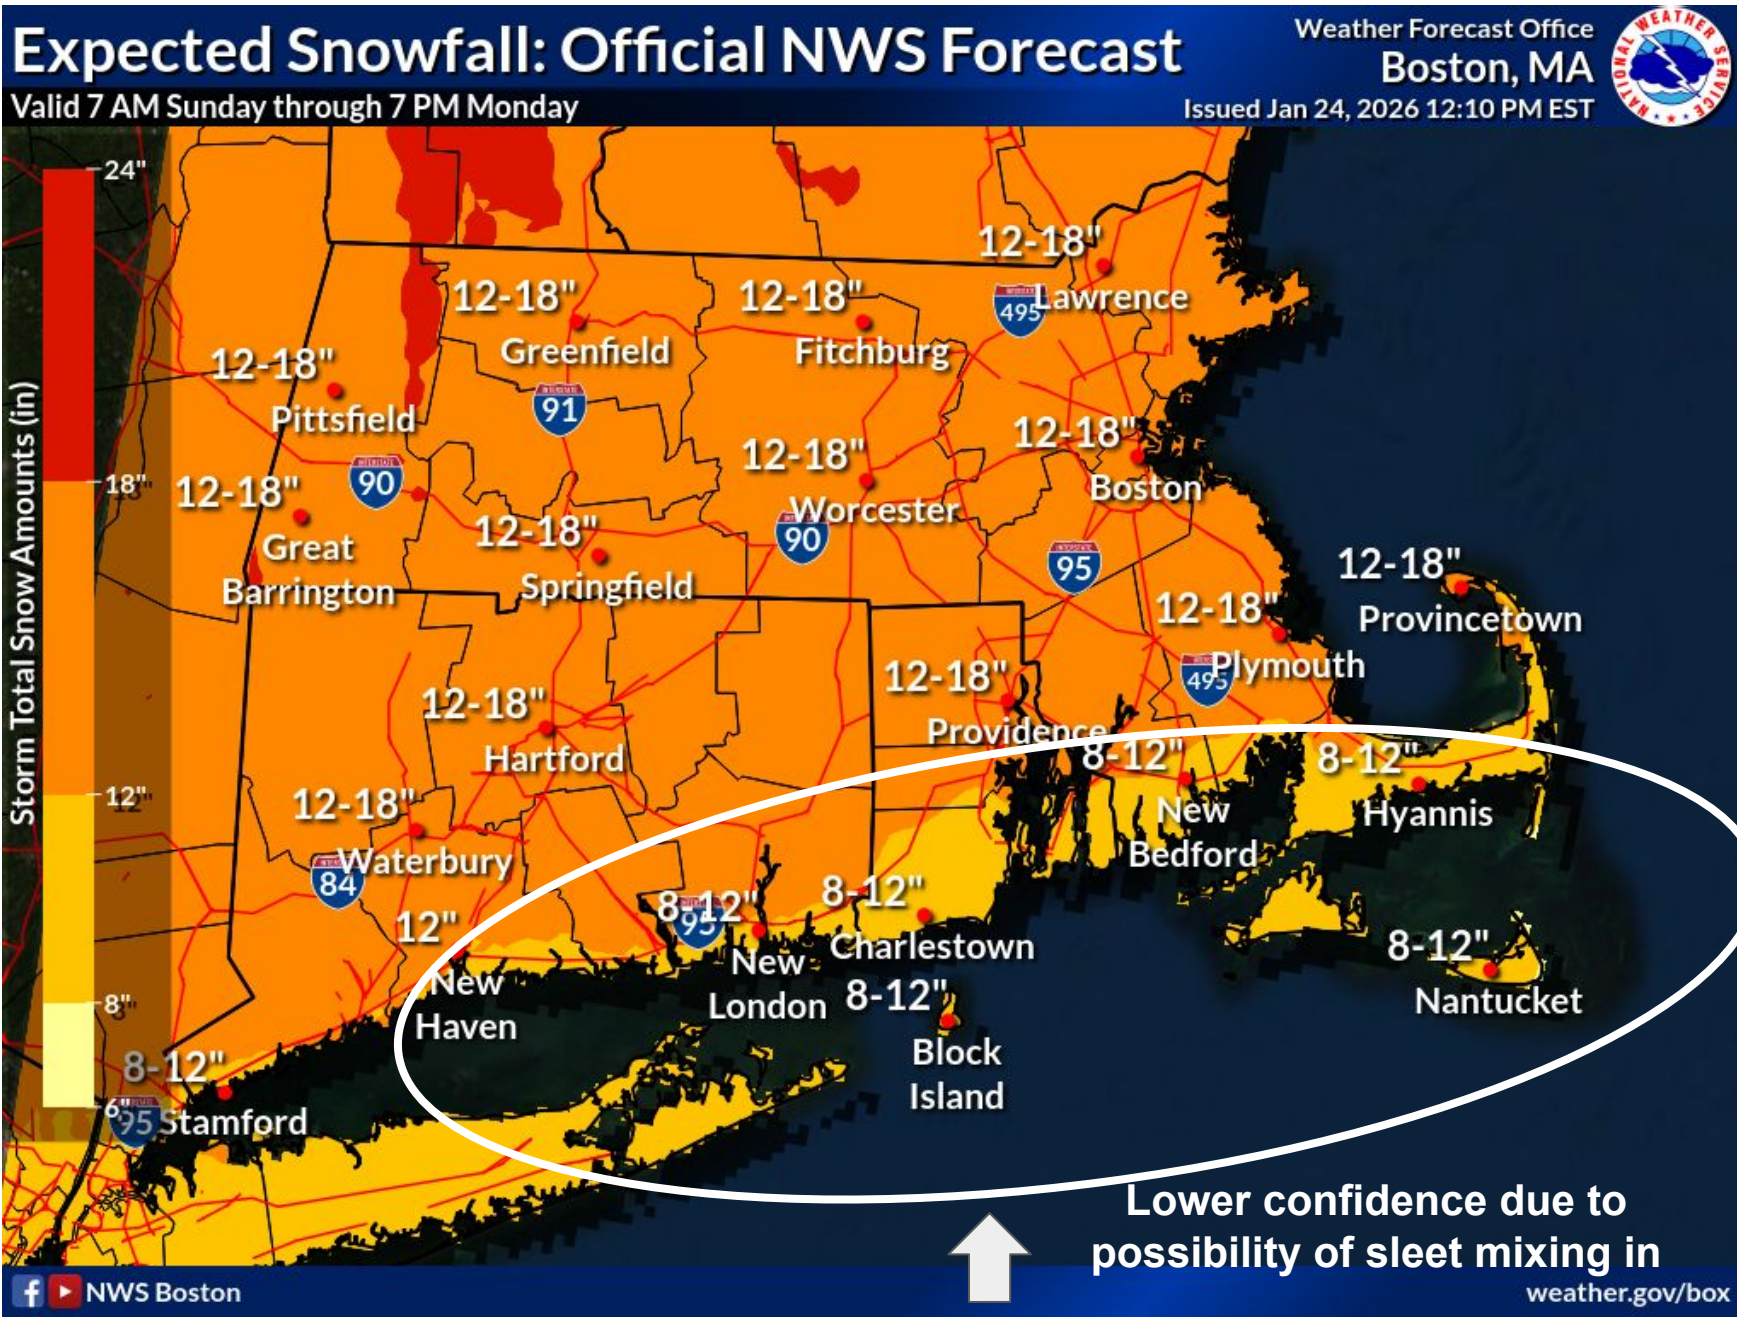 Expected Snowfall: Official NWS Forecast
Valid 7 AM Sunday through 7 PM Monday
Weather Forecast Office
Boston, MA
Issued Jan 24, 2026 12:10 PM EST
NATIONAL WEATHER SERVICE
Storm Total Snow Amounts (in)
24"
18"
12"
8"
6"
12-18"
Lawrence
495
12-18"
Greenfield
12-18"
Fitchburg
12-18"
Pittsfield
INTERSTATE
91
12-18"
Boston
12-18"
Worcester
90
INTERSTATE
90
12-18"
Great
Barrington
12-18"
Springfield
INTERSTATE
95
12-18"
Provincetown
12-18"
Plymouth
495
12-18"
Providence
12-18"
Hartford
8-12"
New
Bedford
8-12"
Hyannis
12-18"
Waterbury
84
12"
New
Haven
8-12"
95
New
London
8-12"
Charlestown
8-12"
Block
Island
8-12"
Nantucket
8-12"
Stamford
95
Lower confidence due to
possibility of sleet mixing in
NWS Boston
weather.gov/box